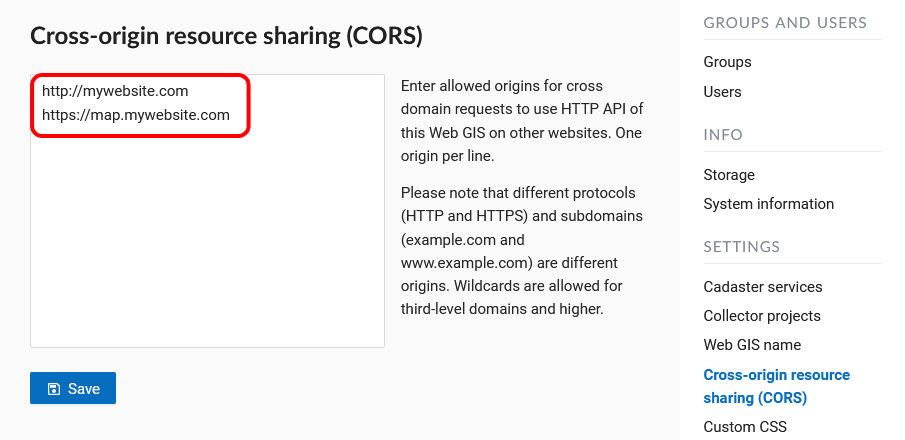 Cross-origin resource sharing (CORS)
http://mywebsite.com
https://map.mywebsite.com
Enter allowed origins for cross
domain requests to use HTTP API of
this Web GIS on other websites. One
origin per line.
Please note that different protocols
(HTTP and HTTPS) and subdomains
(example.com and
www.example.com) are different
origins. Wildcards are allowed for
third-level domains and higher.
Save
GROUPS AND USERS
Groups
Users
INFO
Storage
System information
SETTINGS
Cadaster services
Collector projects
Web GIS name
Cross-origin resource
sharing (CORS)
Custom CSS